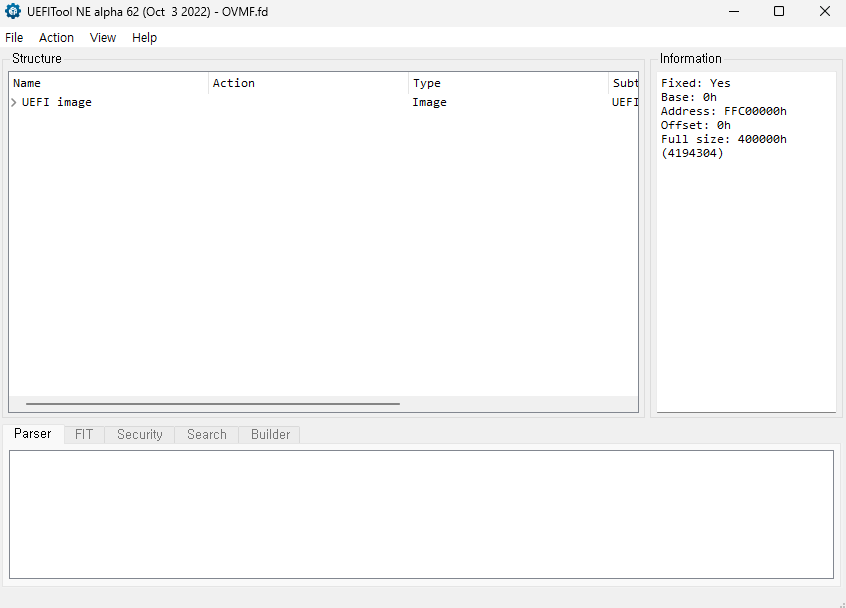 UEFITool NE alpha 62 (Oct  3 2022) - OVMF.fd
File Action View Help
Structure
Name Action Type Subt
UEFI image Image UEFI
Information
Fixed: Yes
Base: 0h
Address: FFC00000h
Offset: 0h
Full size: 400000h
(4194304)
Parser FIT Security Search Builder